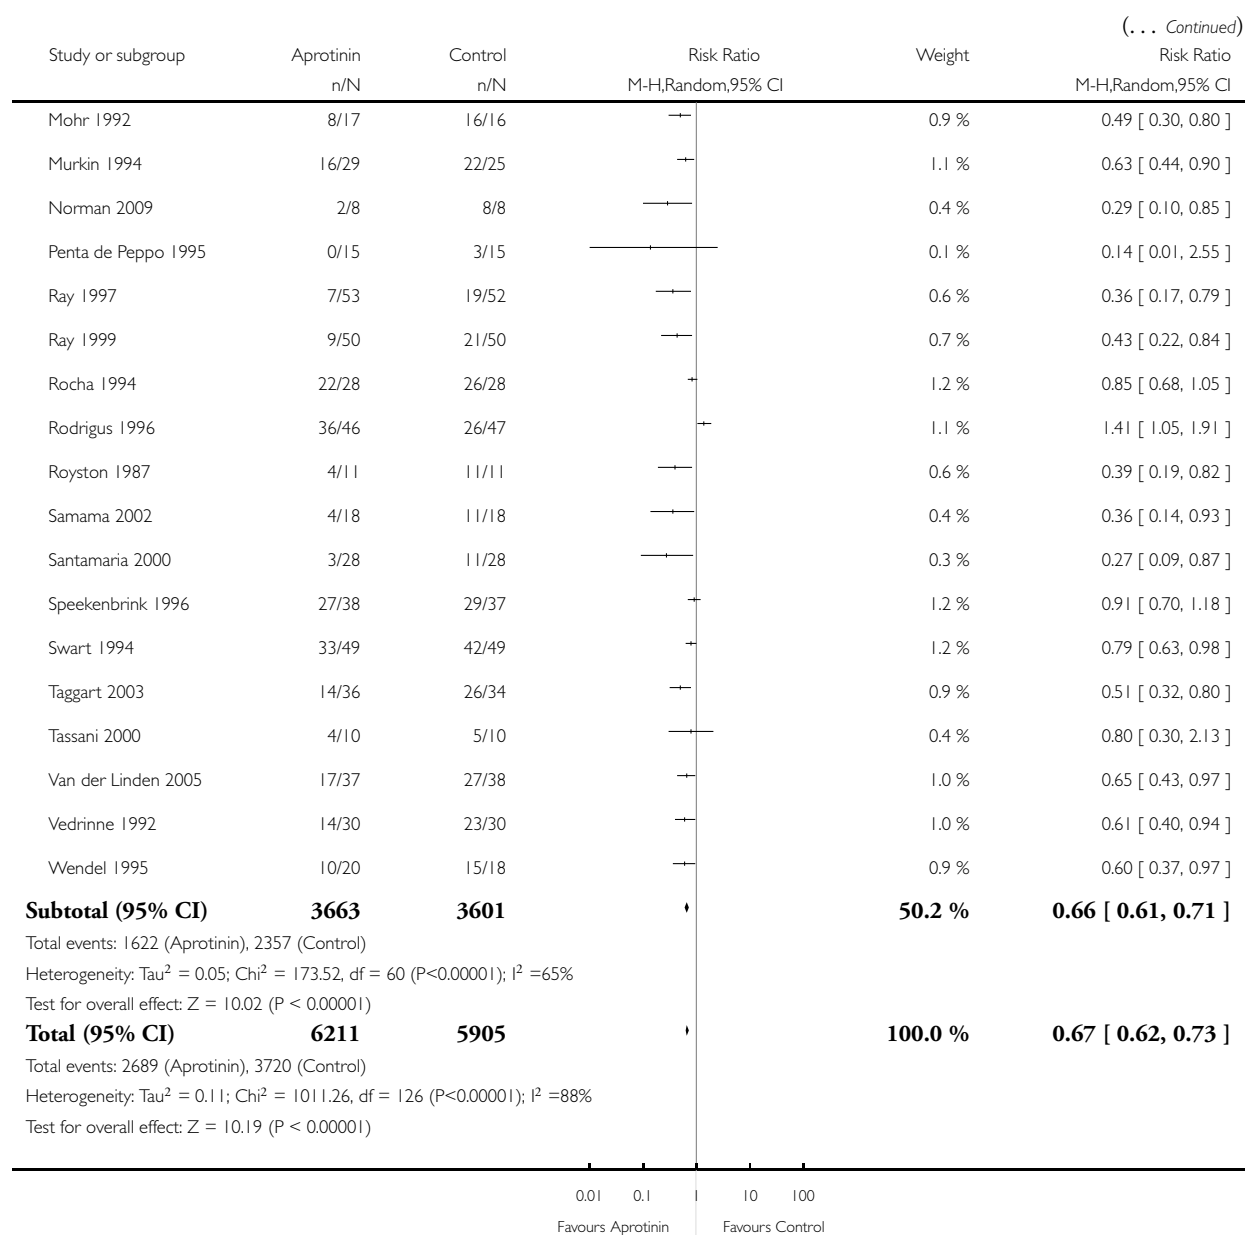 (... Continued)
Study or subgroup Aprotinin Control Risk Ratio Weight Risk Ratio
n/N n/N M-H,Random,95% CI M-H,Random,95% CI
Mohr 1992 8/17 16/16 0.9 % 0.49 [ 0.30, 0.80 ]
Murkin 1994 16/29 22/25 1.1 % 0.63 [ 0.44, 0.90 ]
Norman 2009 2/8 8/8 0.4 % 0.29 [ 0.10, 0.85 ]
Penta de Peppo 1995 0/15 3/15 0.1 % 0.14 [ 0.01, 2.55 ]
Ray 1997 7/53 19/52 0.6 % 0.36 [ 0.17, 0.79 ]
Ray 1999 9/50 21/50 0.7 % 0.43 [ 0.22, 0.84 ]
Rocha 1994 22/28 26/28 1.2 % 0.85 [ 0.68, 1.05 ]
Rodrigus 1996 36/46 26/47 1.1 % 1.41 [ 1.05, 1.91 ]
Royston 1987 4/11 11/11 0.6 % 0.39 [ 0.19, 0.82 ]
Samama 2002 4/18 11/18 0.4 % 0.36 [ 0.14, 0.93 ]
Santamaria 2000 3/28 11/28 0.3 % 0.27 [ 0.09, 0.87 ]
Speekenbrink 1996 27/38 29/37 1.2 % 0.91 [ 0.70, 1.18 ]
Swart 1994 33/49 42/49 1.2 % 0.79 [ 0.63, 0.98 ]
Taggart 2003 14/36 26/34 0.9 % 0.51 [ 0.32, 0.80 ]
Tassani 2000 4/10 5/10 0.4 % 0.80 [ 0.30, 2.13 ]
Van der Linden 2005 17/37 27/38 1.0 % 0.65 [ 0.43, 0.97 ]
Vedrinne 1992 14/30 23/30 1.0 % 0.61 [ 0.40, 0.94 ]
Wendel 1995 10/20 15/18 0.9 % 0.60 [ 0.37, 0.97 ]
Subtotal (95% CI) 3663 3601 50.2 % 0.66 [ 0.61, 0.71 ]
Total events: 1622 (Aprotinin), 2357 (Control)
Heterogeneity: Tau² = 0.05; Chi² = 173.52, df = 60 (P<0.00001); I² =65%
Test for overall effect: Z = 10.02 (P < 0.00001)
Total (95% CI) 6211 5905 100.0 % 0.67 [ 0.62, 0.73 ]
Total events: 2689 (Aprotinin), 3720 (Control)
Heterogeneity: Tau² = 0.11; Chi² = 1011.26, df = 126 (P<0.00001); I² =88%
Test for overall effect: Z = 10.19 (P < 0.00001)
0.01 0.1 1 10 100
Favours Aprotinin Favours Control